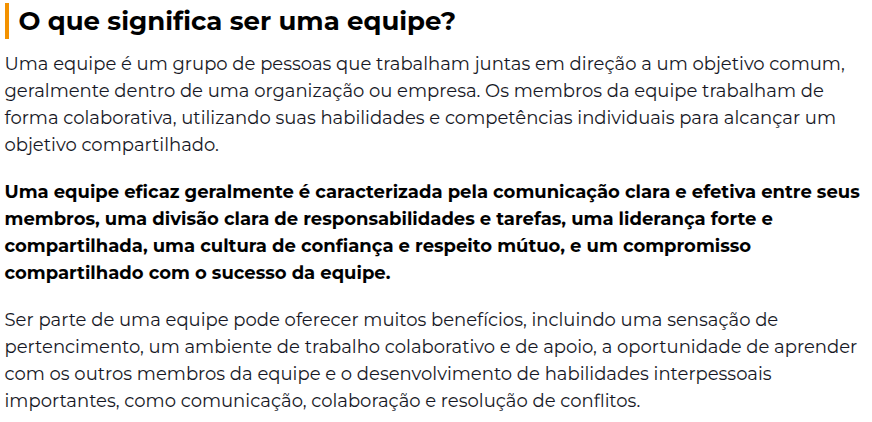 O que significa ser uma equipe?
Uma equipe é um grupo de pessoas que trabalham juntas em direção a um objetivo comum,
geralmente dentro de uma organização ou empresa. Os membros da equipe trabalham de
forma colaborativa, utilizando suas habilidades e competências individuais para alcançar um
objetivo compartilhado.
Uma equipe eficaz geralmente é caracterizada pela comunicação clara e efetiva entre seus
membros, uma divisão clara de responsabilidades e tarefas, uma liderança forte e
compartilhada, uma cultura de confiança e respeito mútuo, e um compromisso
compartilhado com o sucesso da equipe.
Ser parte de uma equipe pode oferecer muitos benefícios, incluindo uma sensação de
pertencimento, um ambiente de trabalho colaborativo e de apoio, a oportunidade de aprender
com os outros membros da equipe e o desenvolvimento de habilidades interpessoais
importantes, como comunicação, colaboração e resolução de conflitos.